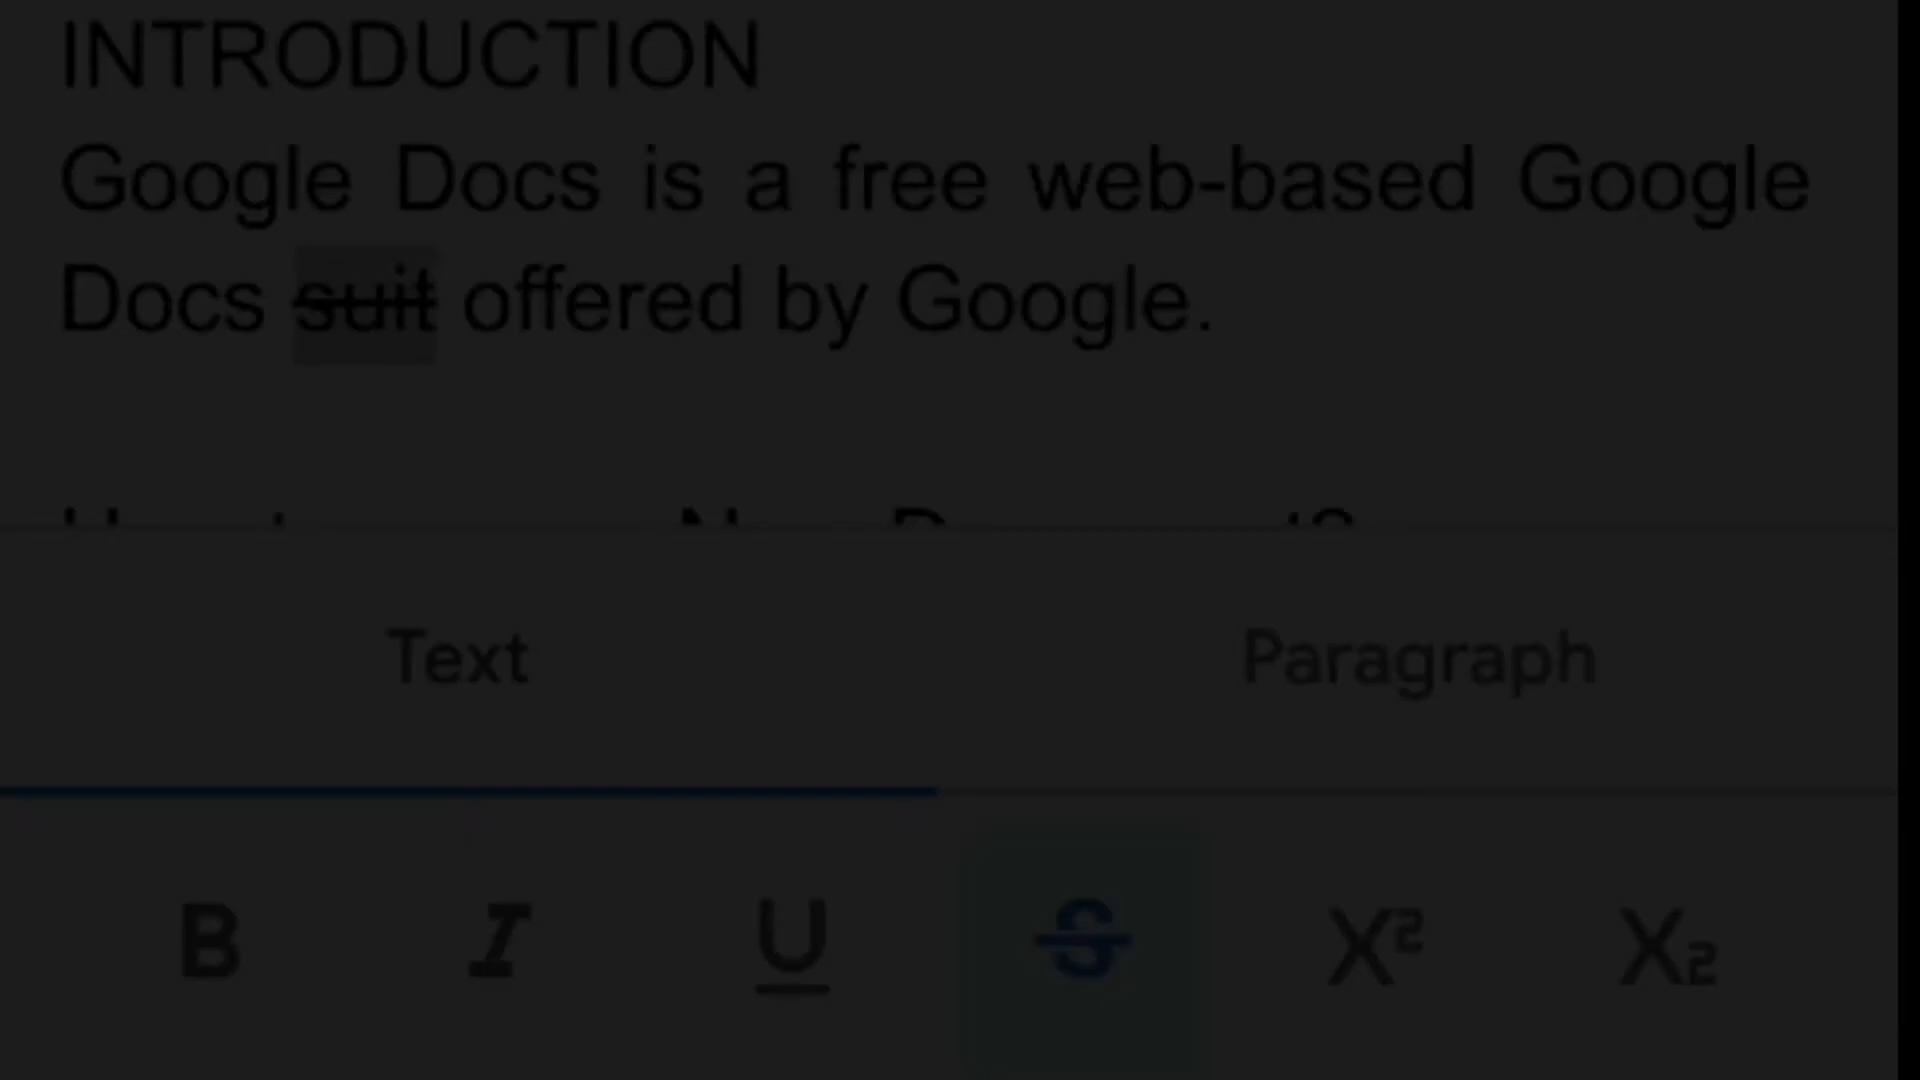 INTRODUCTION
Google Docs is a free web-based Google
Docs suit offered by Google.
Text
Paragraph
B I U S X² X₂